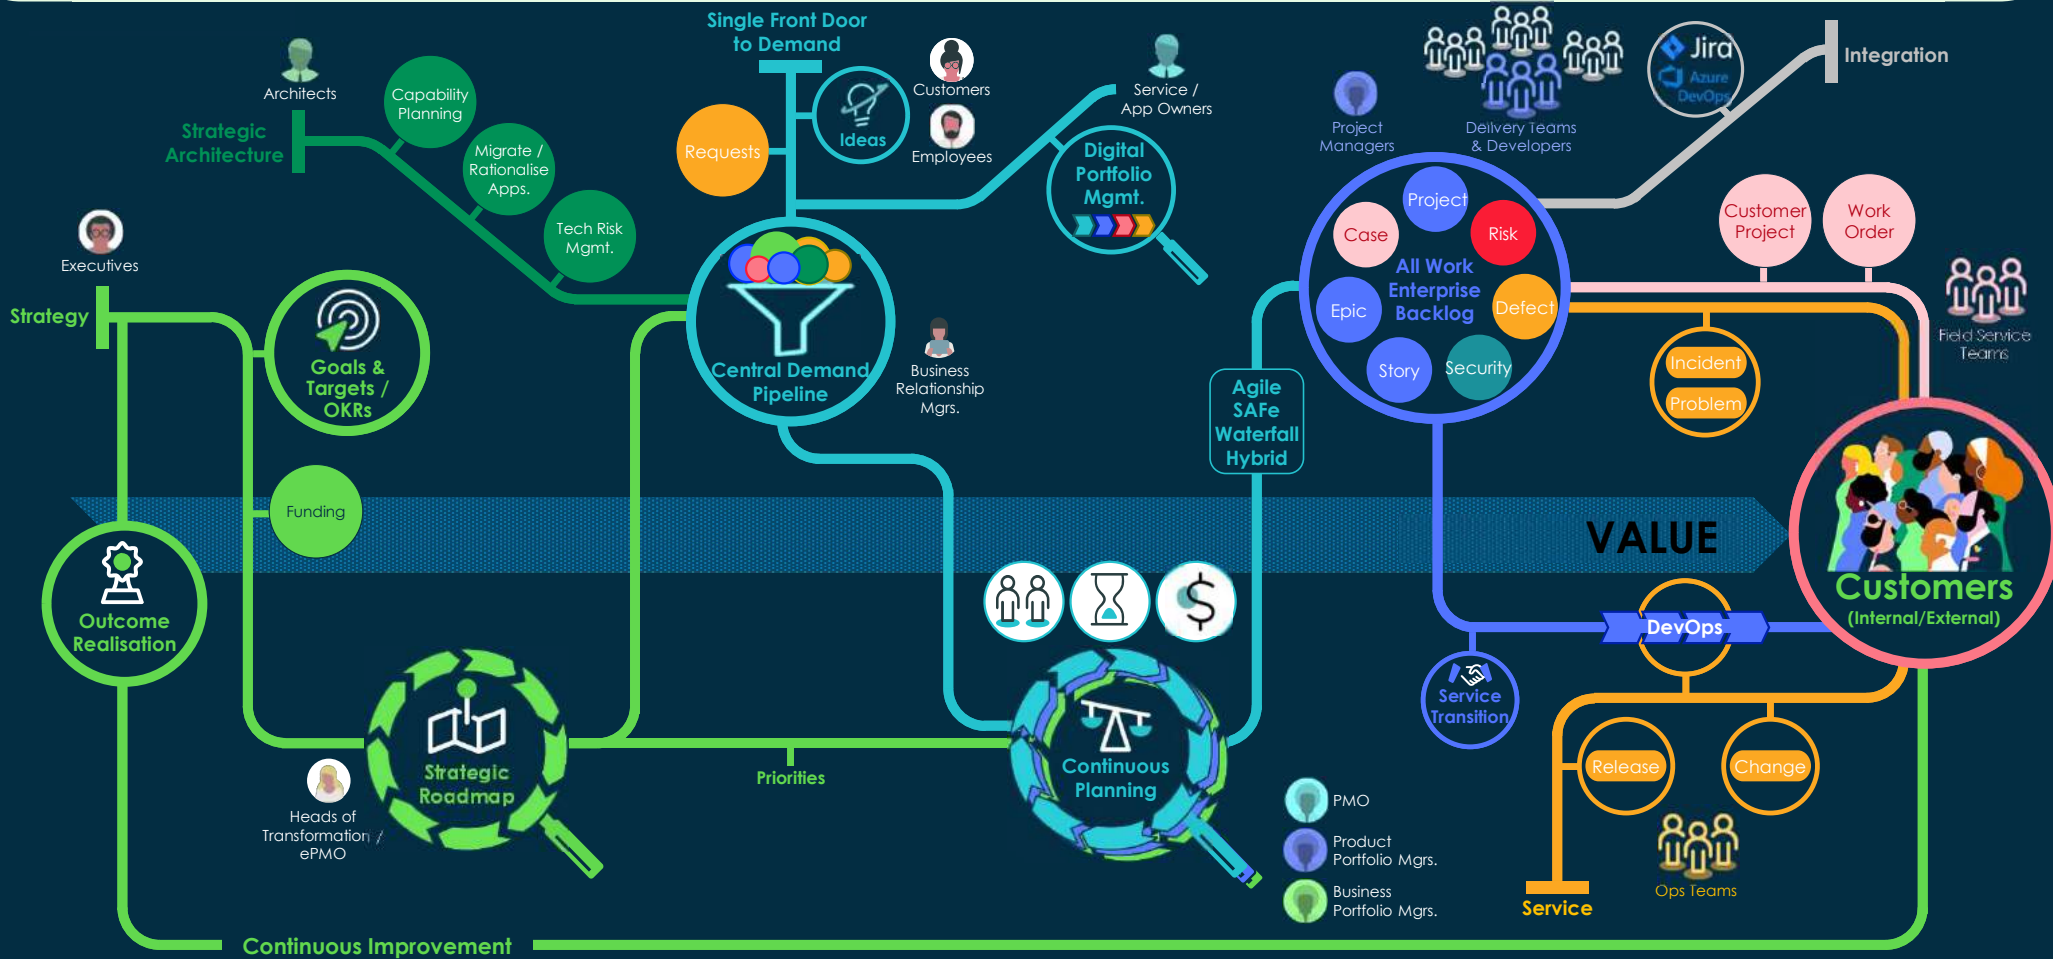 Single Front Door
to Demand
Architects
Strategic
Architecture
Capability
Planning
Migrate /
Rationalise
Apps.
Tech Risk
Mgmt.
Requests
Ideas
Customers
Employees
Service /
App Owners
Digital
Portfolio
Mgmt.
Project
Managers
Delivery Teams
& Developers
Jira
Azure
DevOps
Integration
Executives
Strategy
Goals &
Targets /
OKRs
Funding
Central Demand
Pipeline
Business
Relationship
Mgrs.
Agile
SAFe
Waterfall
Hybrid
Project
Case
Risk
All Work
Enterprise
Backlog
Epic
Defect
Story
Security
Customer
Project
Work
Order
Field Service
Teams
Incident
Problem
VALUE
Customers
(Internal/External)
Outcome
Realisation
Strategic
Roadmap
Heads of
Transformation /
ePMO
Priorities
Continuous
Planning
PMO
Product
Portfolio Mgrs.
Business
Portfolio Mgrs.
DevOps
Service
Transition
Release
Change
Ops Teams
Service
Continuous Improvement